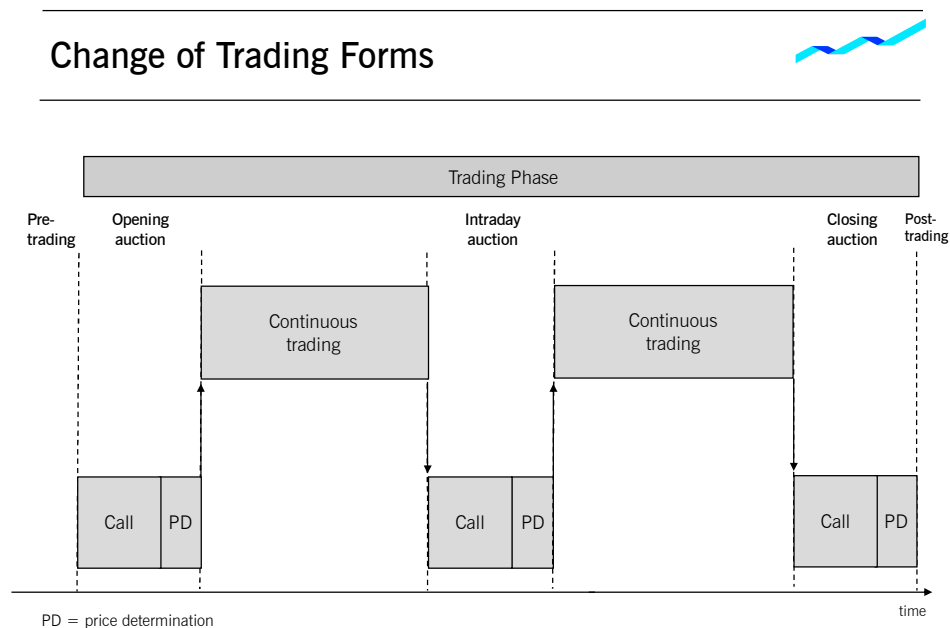 Change of Trading Forms
Trading Phase
Pre-
trading
Opening
auction
Intraday
auction
Closing
auction
Post-
trading
Continuous
trading
Continuous
trading
Call
PD
Call
PD
Call
PD
time
PD = price determination